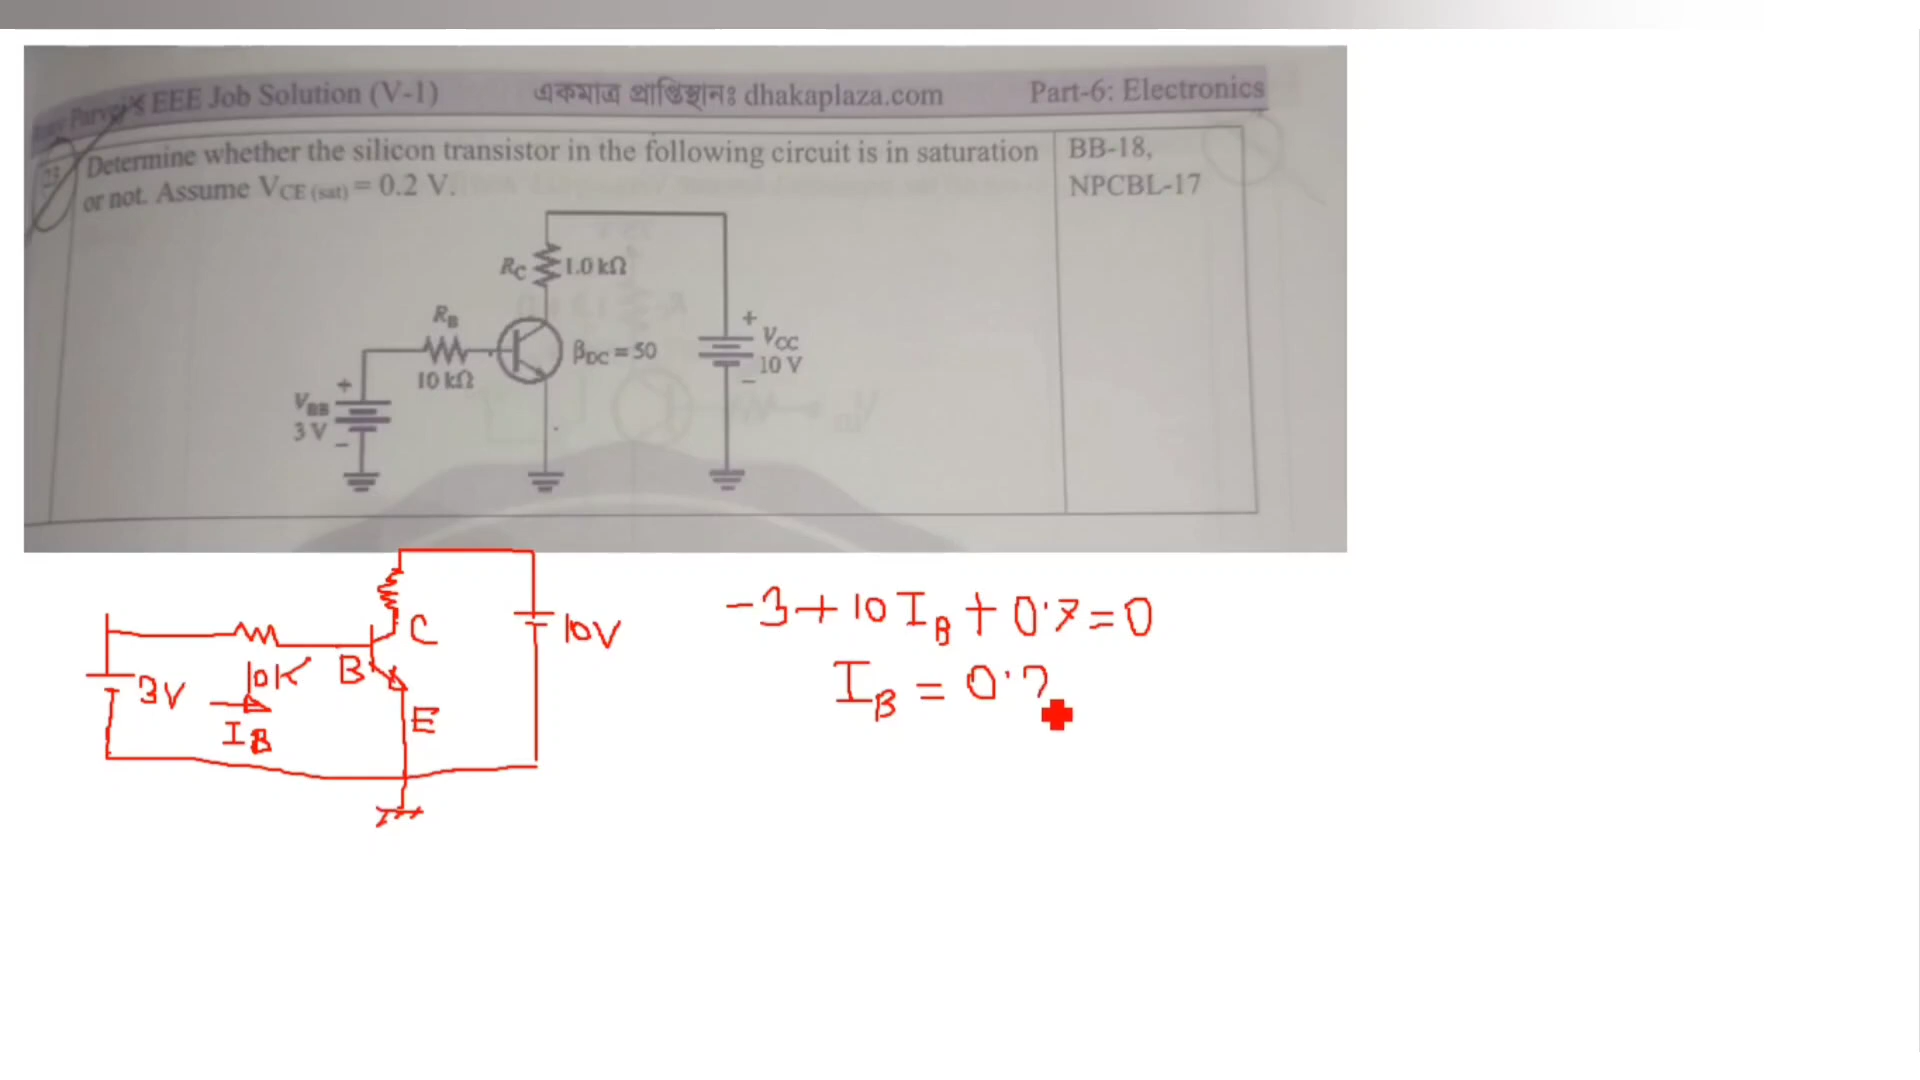 Parvej's EEE Job Solution (V-1) একমাত্র প্রাপ্তিস্থানঃ dhakaplaza.com Part-6: Electronics
Determine whether the silicon transistor in the following circuit is in saturation
or not. Assume VCE (sat) = 0.2 V.
BB-18,
NPCBL-17
RC 1.0 kΩ
RB
10 kΩ
βDC = 50
+
VCC
10 V
−
+
VBB
3 V
−
C
10V
B
10K
3V
IB
E
-3+10IB+0.7=0
IB = 0.2